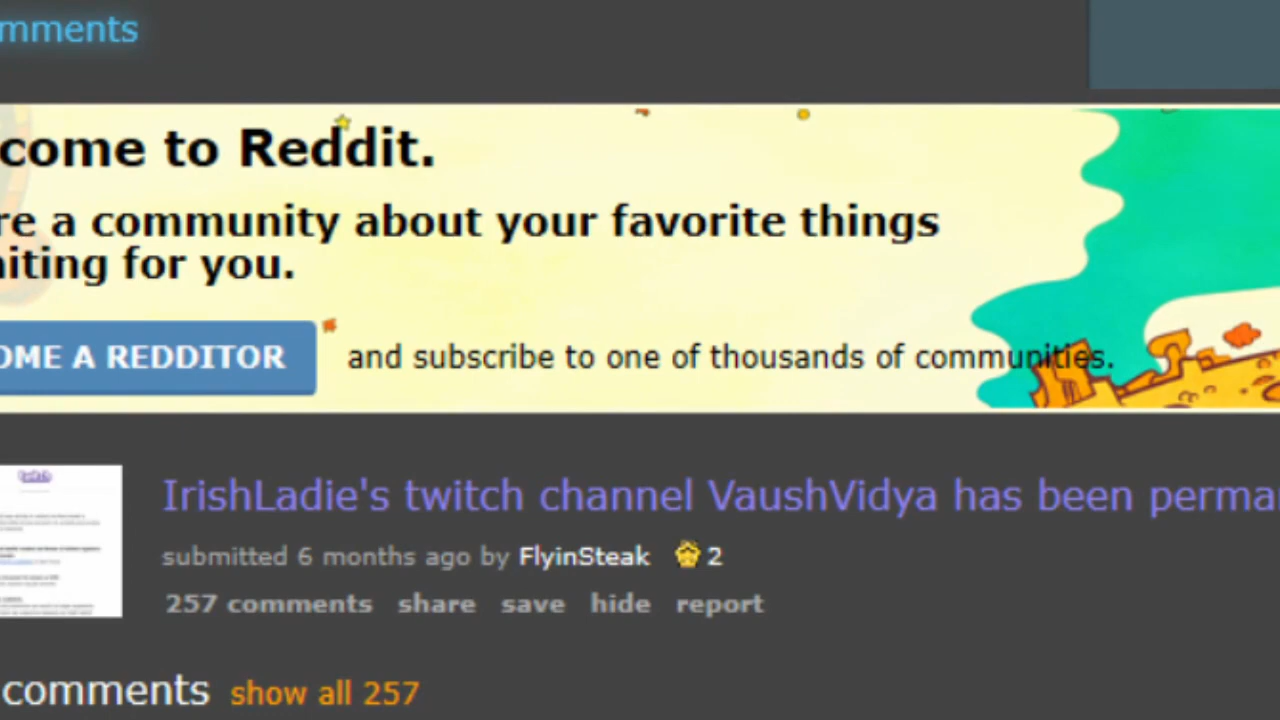 mments
come to Reddit.
re a community about your favorite things
iting for you.
OME A REDDITOR and subscribe to one of thousands of communities.
IrishLadie's twitch channel VaushVidya has been perma
submitted 6 months ago by FlyinSteak 2
257 comments share save hide report
comments show all 257